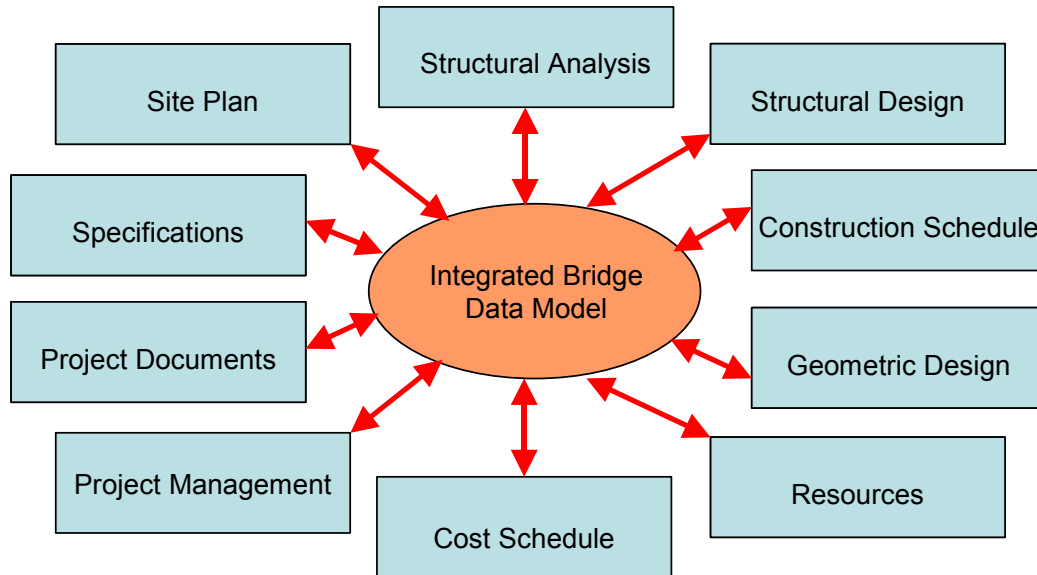 Structural Analysis
Site Plan
Structural Design
Specifications
Construction Schedule
Integrated Bridge
Data Model
Project Documents
Geometric Design
Project Management
Resources
Cost Schedule